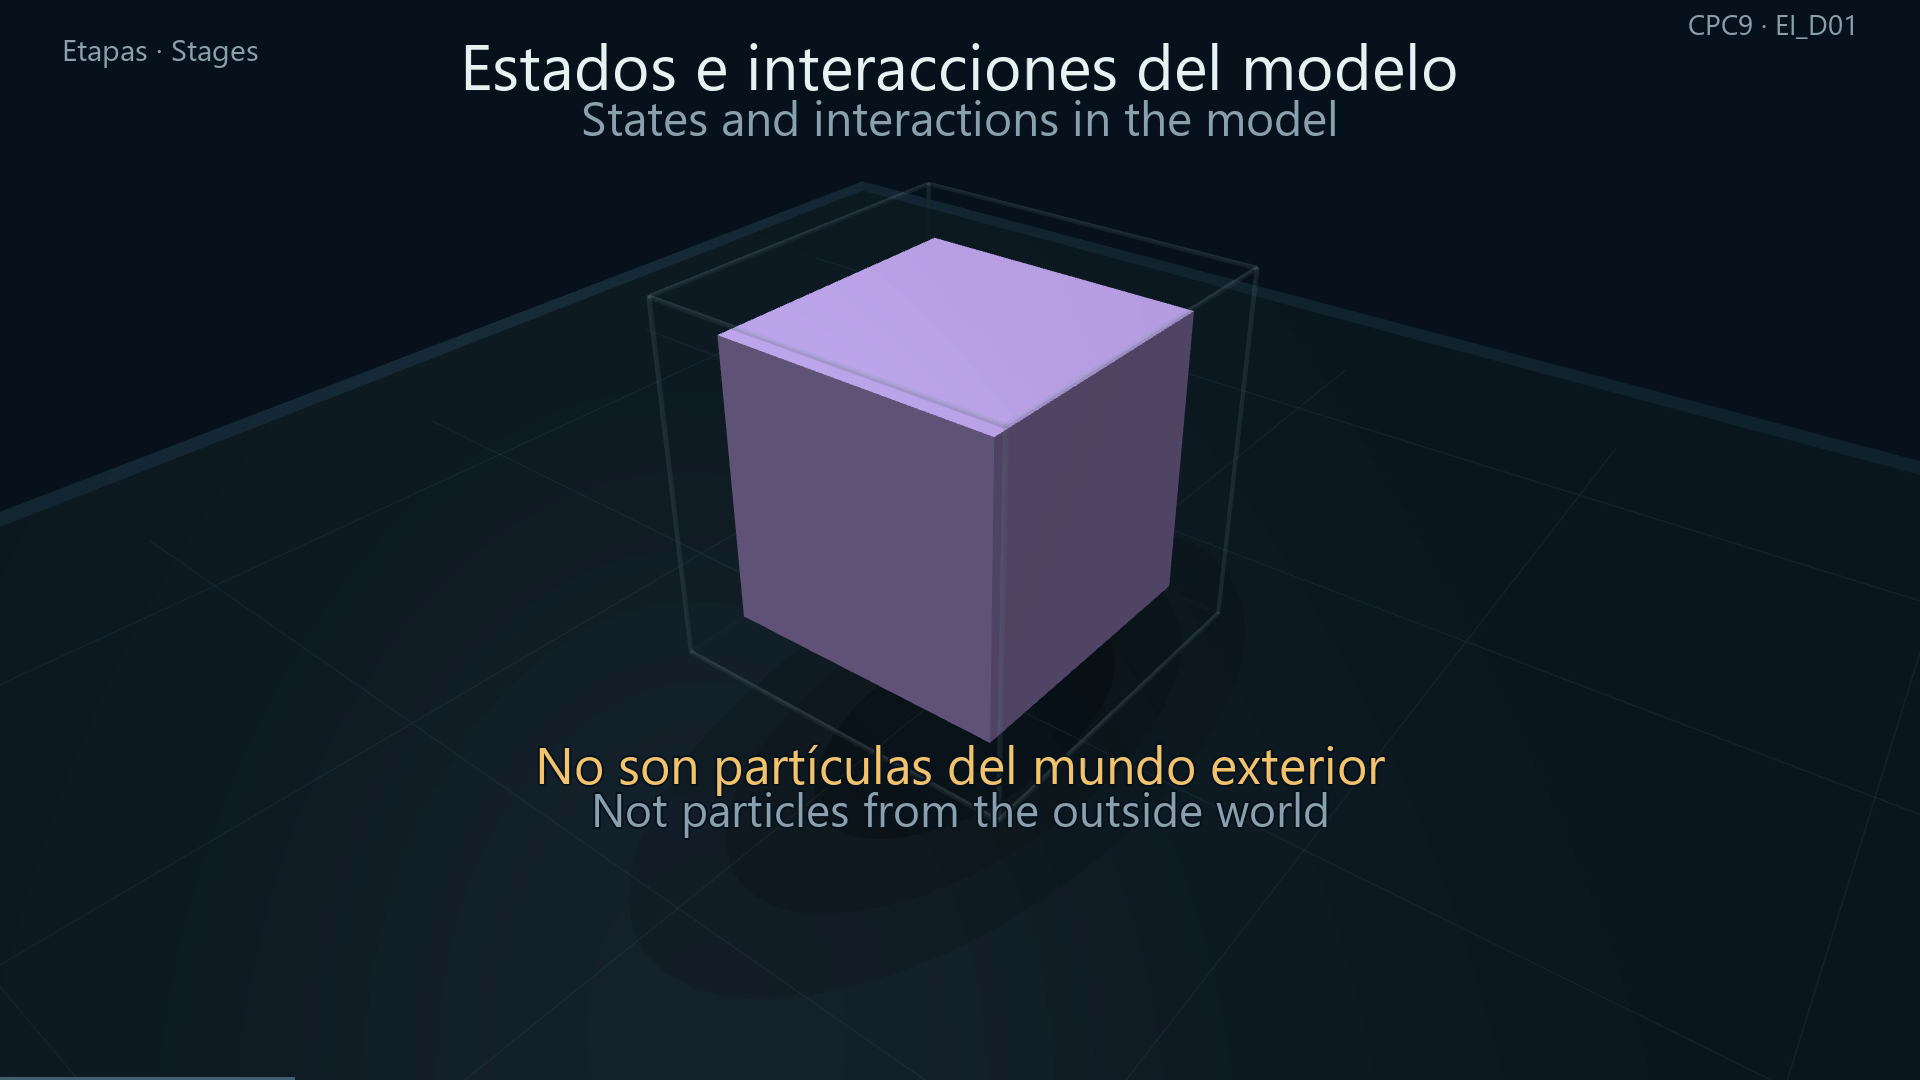 Etapas · Stages
CPC9 · EI_D01
Estados e interacciones del modelo
States and interactions in the model
No son partículas del mundo exterior
Not particles from the outside world